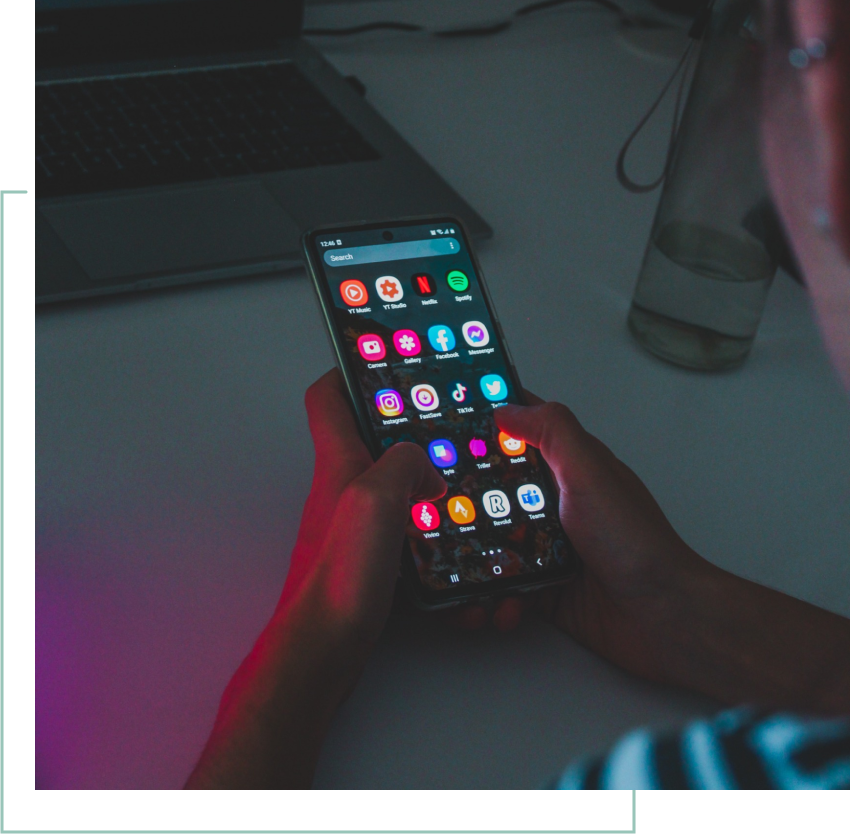 12:46
Search
YT Music YT Studio Netflix Spotify
Camera Gallery Facebook Messenger
Instagram FastSave TikTok
byte Triller Reddit
Vivino Strava Revolut Teams